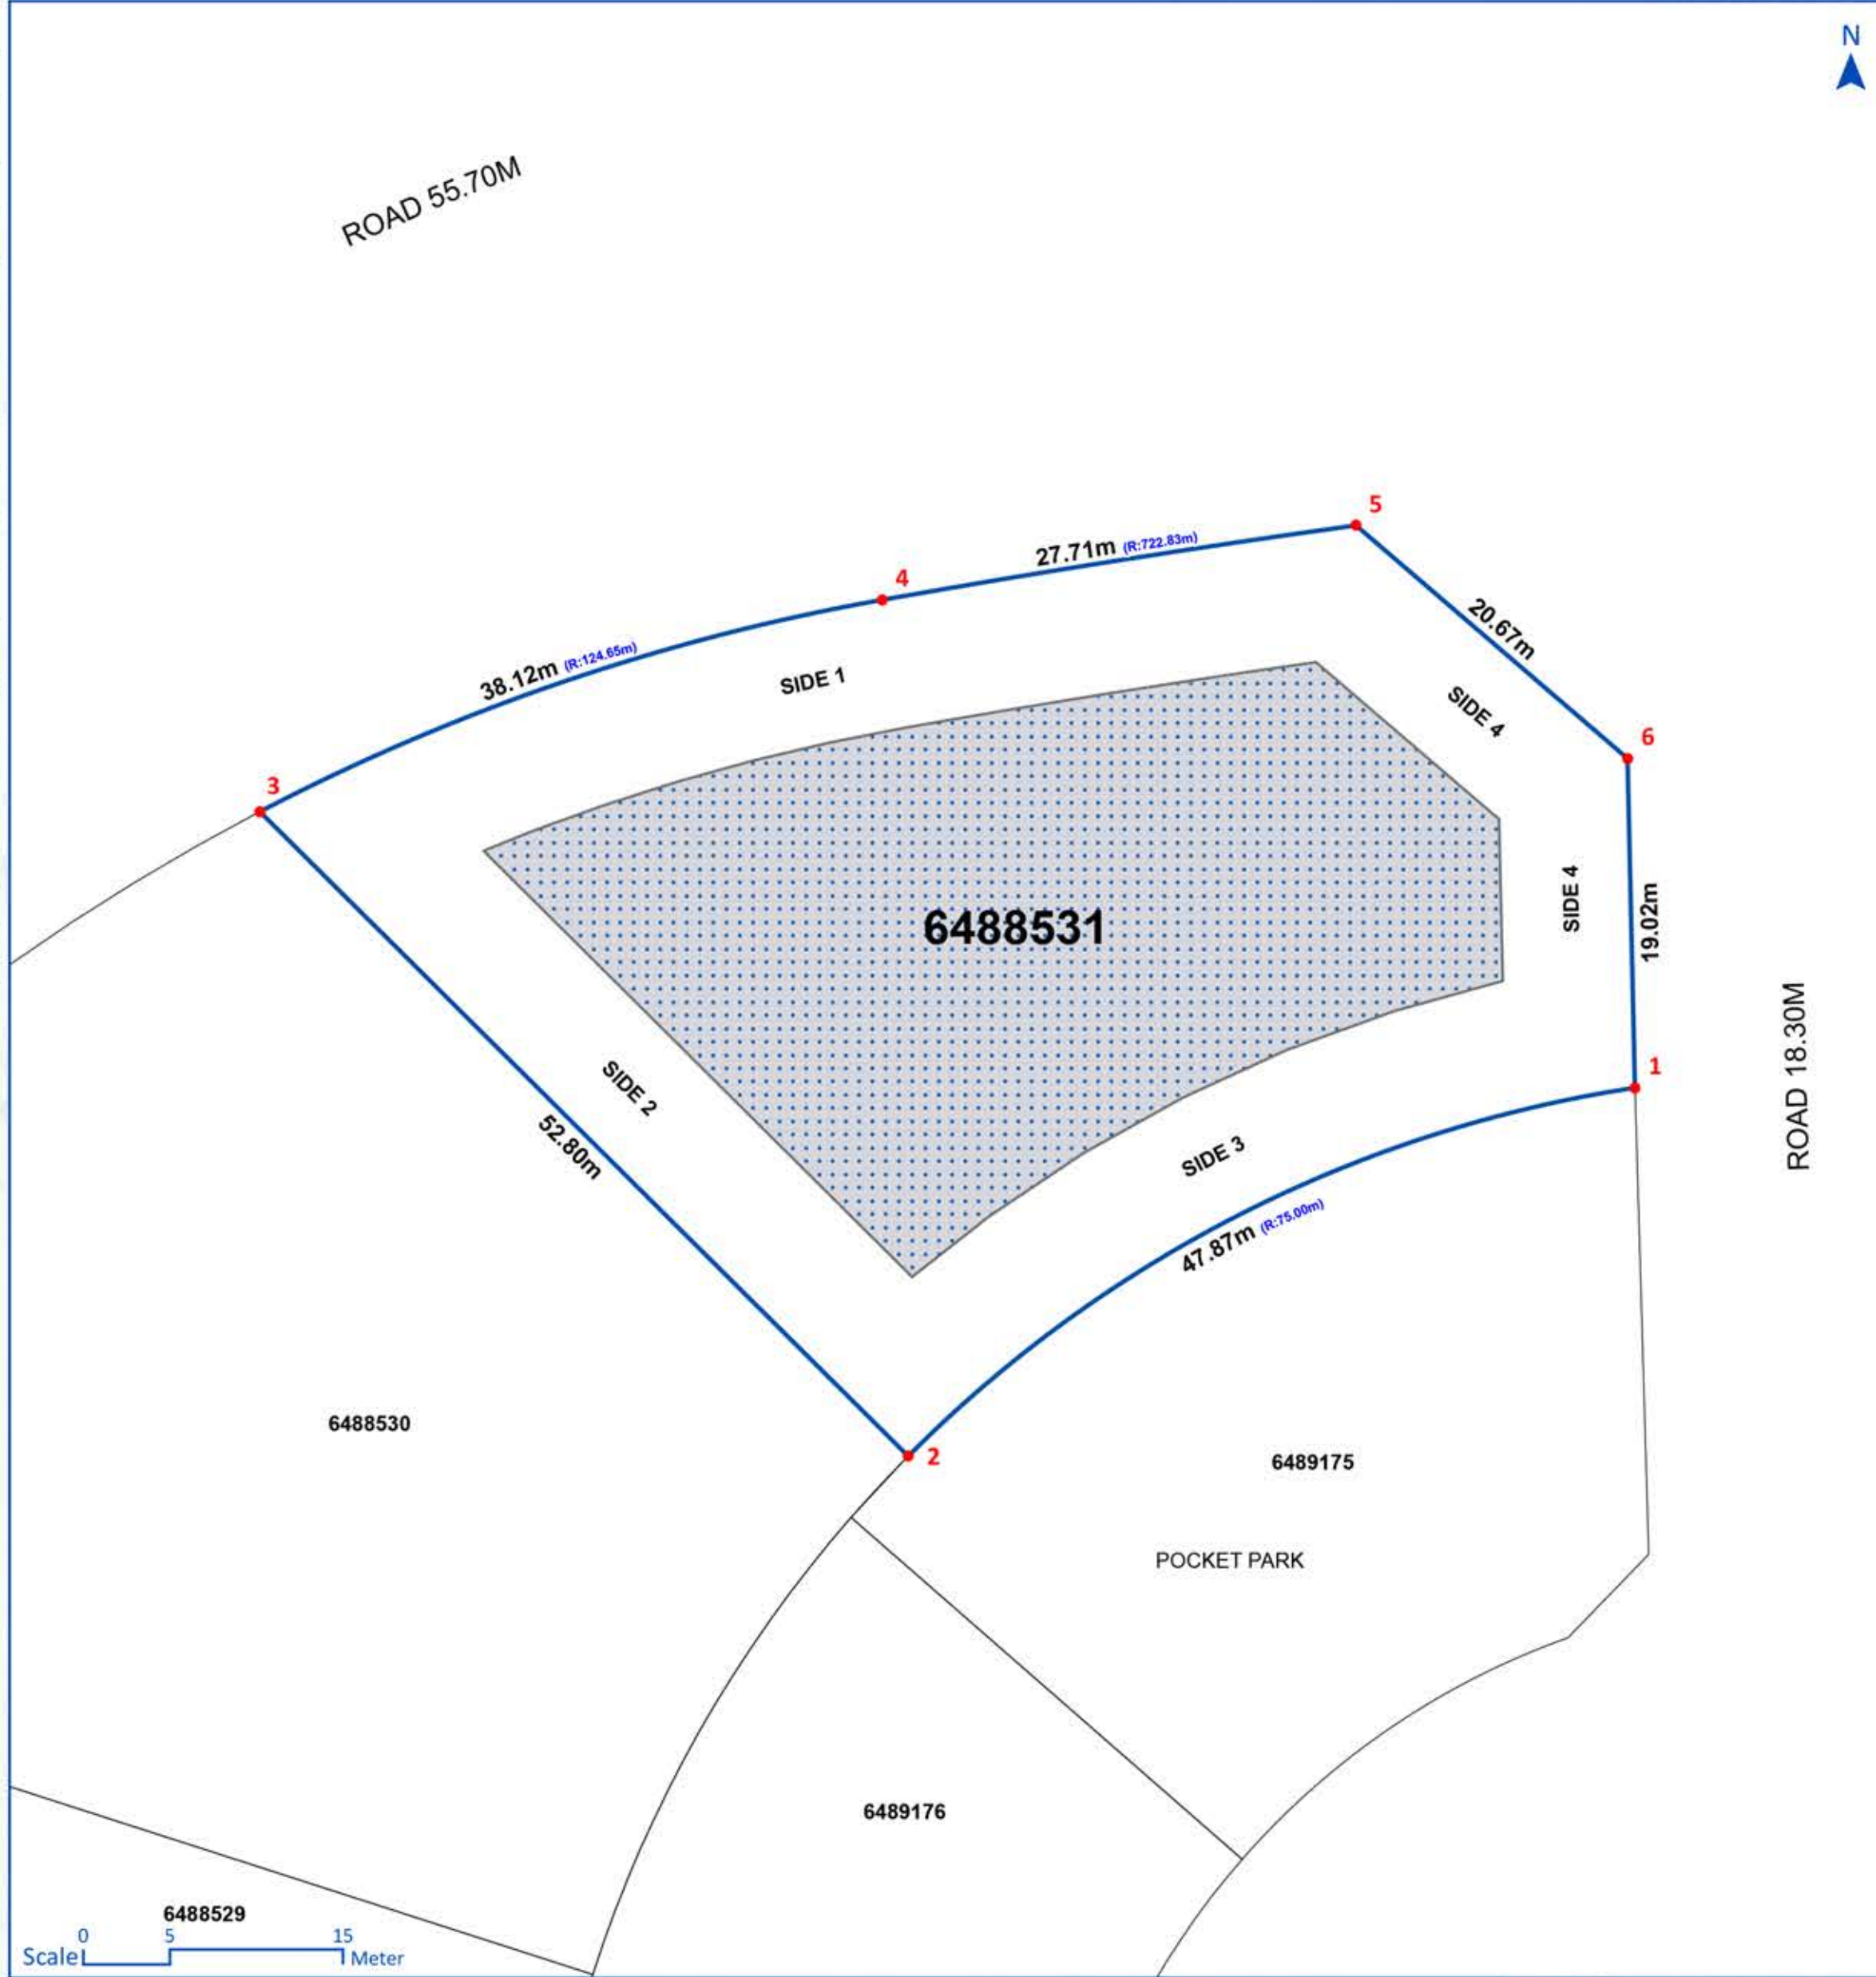 N
ROAD 55.70M
5
27.71m (R:722.83m)
4
20.67m
38.12m (R:124.65m)
SIDE 1
SIDE 4
6
3
SIDE 4
6488531
19.02m
ROAD 18.30M
1
SIDE 2
52.80m
SIDE 3
47.87m (R:75.00m)
6488530
2
6489175
POCKET PARK
6489176
6488529
0 5 15
Scale Meter